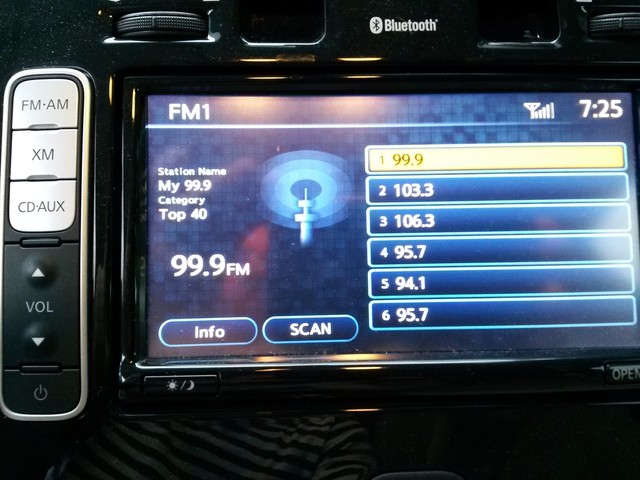 Bluetooth
FM·AM
XM
CD·AUX
VOL
FM1
7:25
Station Name
My 99.9
Category
Top 40
99.9FM
Info
SCAN
1 99.9
2 103.3
3 106.3
4 95.7
5 94.1
6 95.7
OPEN